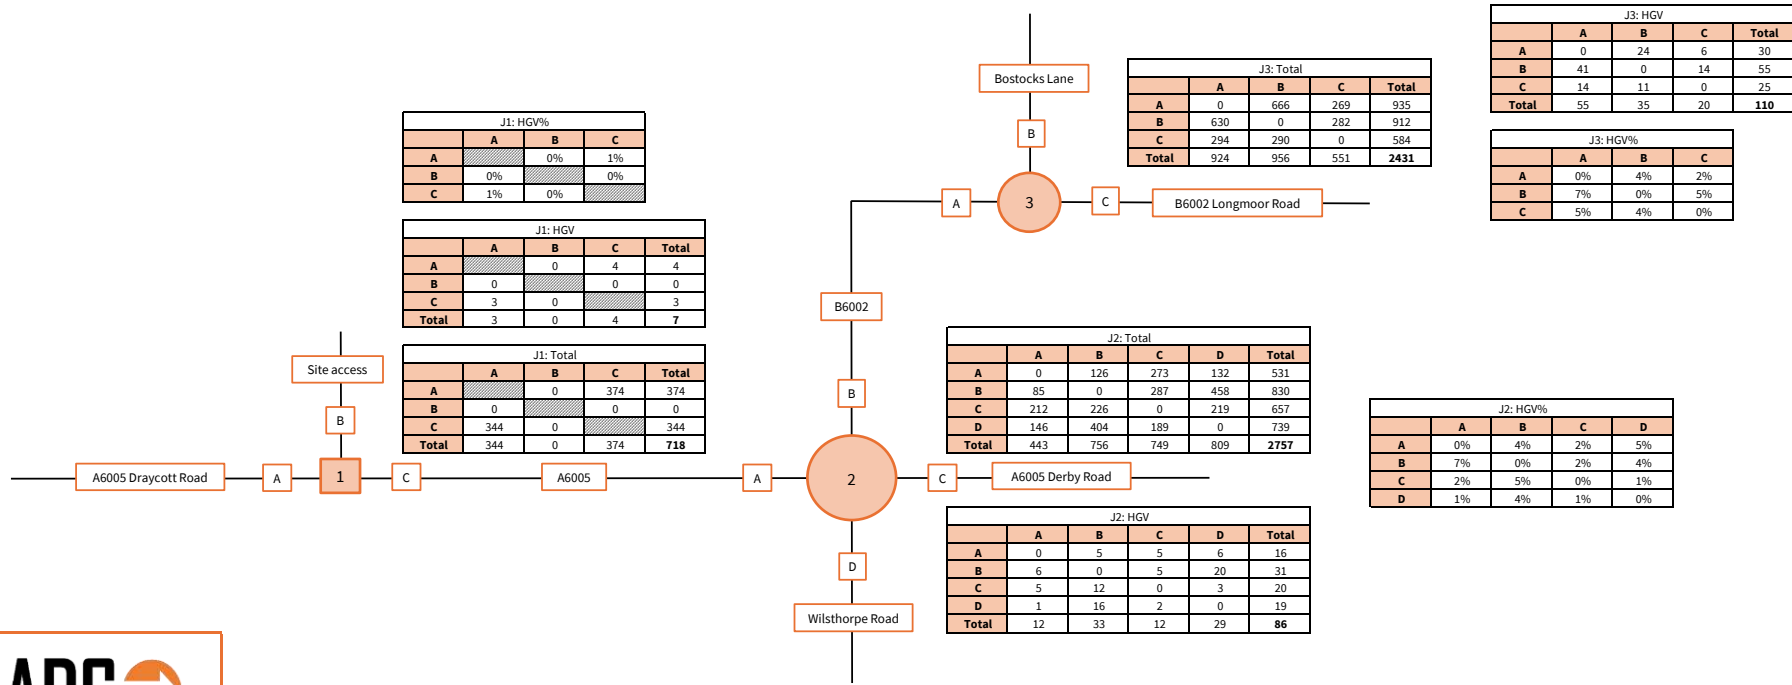 J3: HGV
A B C Total
A 0 24 6 30
B 41 0 14 55
C 14 11 0 25
Total 55 35 20 110
Bostocks Lane
B
J3: Total
A B C Total
A 0 666 269 935
B 630 0 282 912
C 294 290 0 584
Total 924 956 551 2431
J3: HGV%
A B C
A 0% 4% 2%
B 7% 0% 5%
C 5% 4% 0%
J1: HGV%
A B C
A 0% 1%
B 0% 0%
C 1% 0%
A 3 C B6002 Longmoor Road
J1: HGV
A B C Total
A 0 4 4
B 0 0 0
C 3 0 3
Total 3 0 4 7
B6002
Site access
B
J1: Total
A B C Total
A 0 374 374
B 0 0 0
C 344 0 344
Total 344 0 374 718
B
J2: Total
A B C D Total
A 0 126 273 132 531
B 85 0 287 458 830
C 212 226 0 219 657
D 146 404 189 0 739
Total 443 756 749 809 2757
J2: HGV%
A B C D
A 0% 4% 2% 5%
B 7% 0% 2% 4%
C 2% 5% 0% 1%
D 1% 4% 1% 0%
A6005 Draycott Road A 1 C A6005 A 2 C A6005 Derby Road
J2: HGV
A B C D Total
A 0 5 5 6 16
B 6 0 5 20 31
C 5 12 0 3 20
D 1 16 2 0 19
Total 12 33 12 29 86
D
Wilsthorpe Road